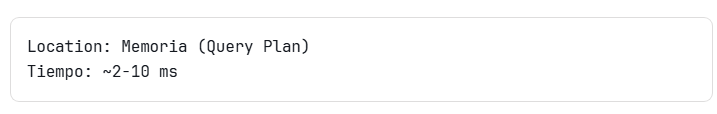 Location: Memoria (Query Plan)
Tiempo: ~2-10 ms